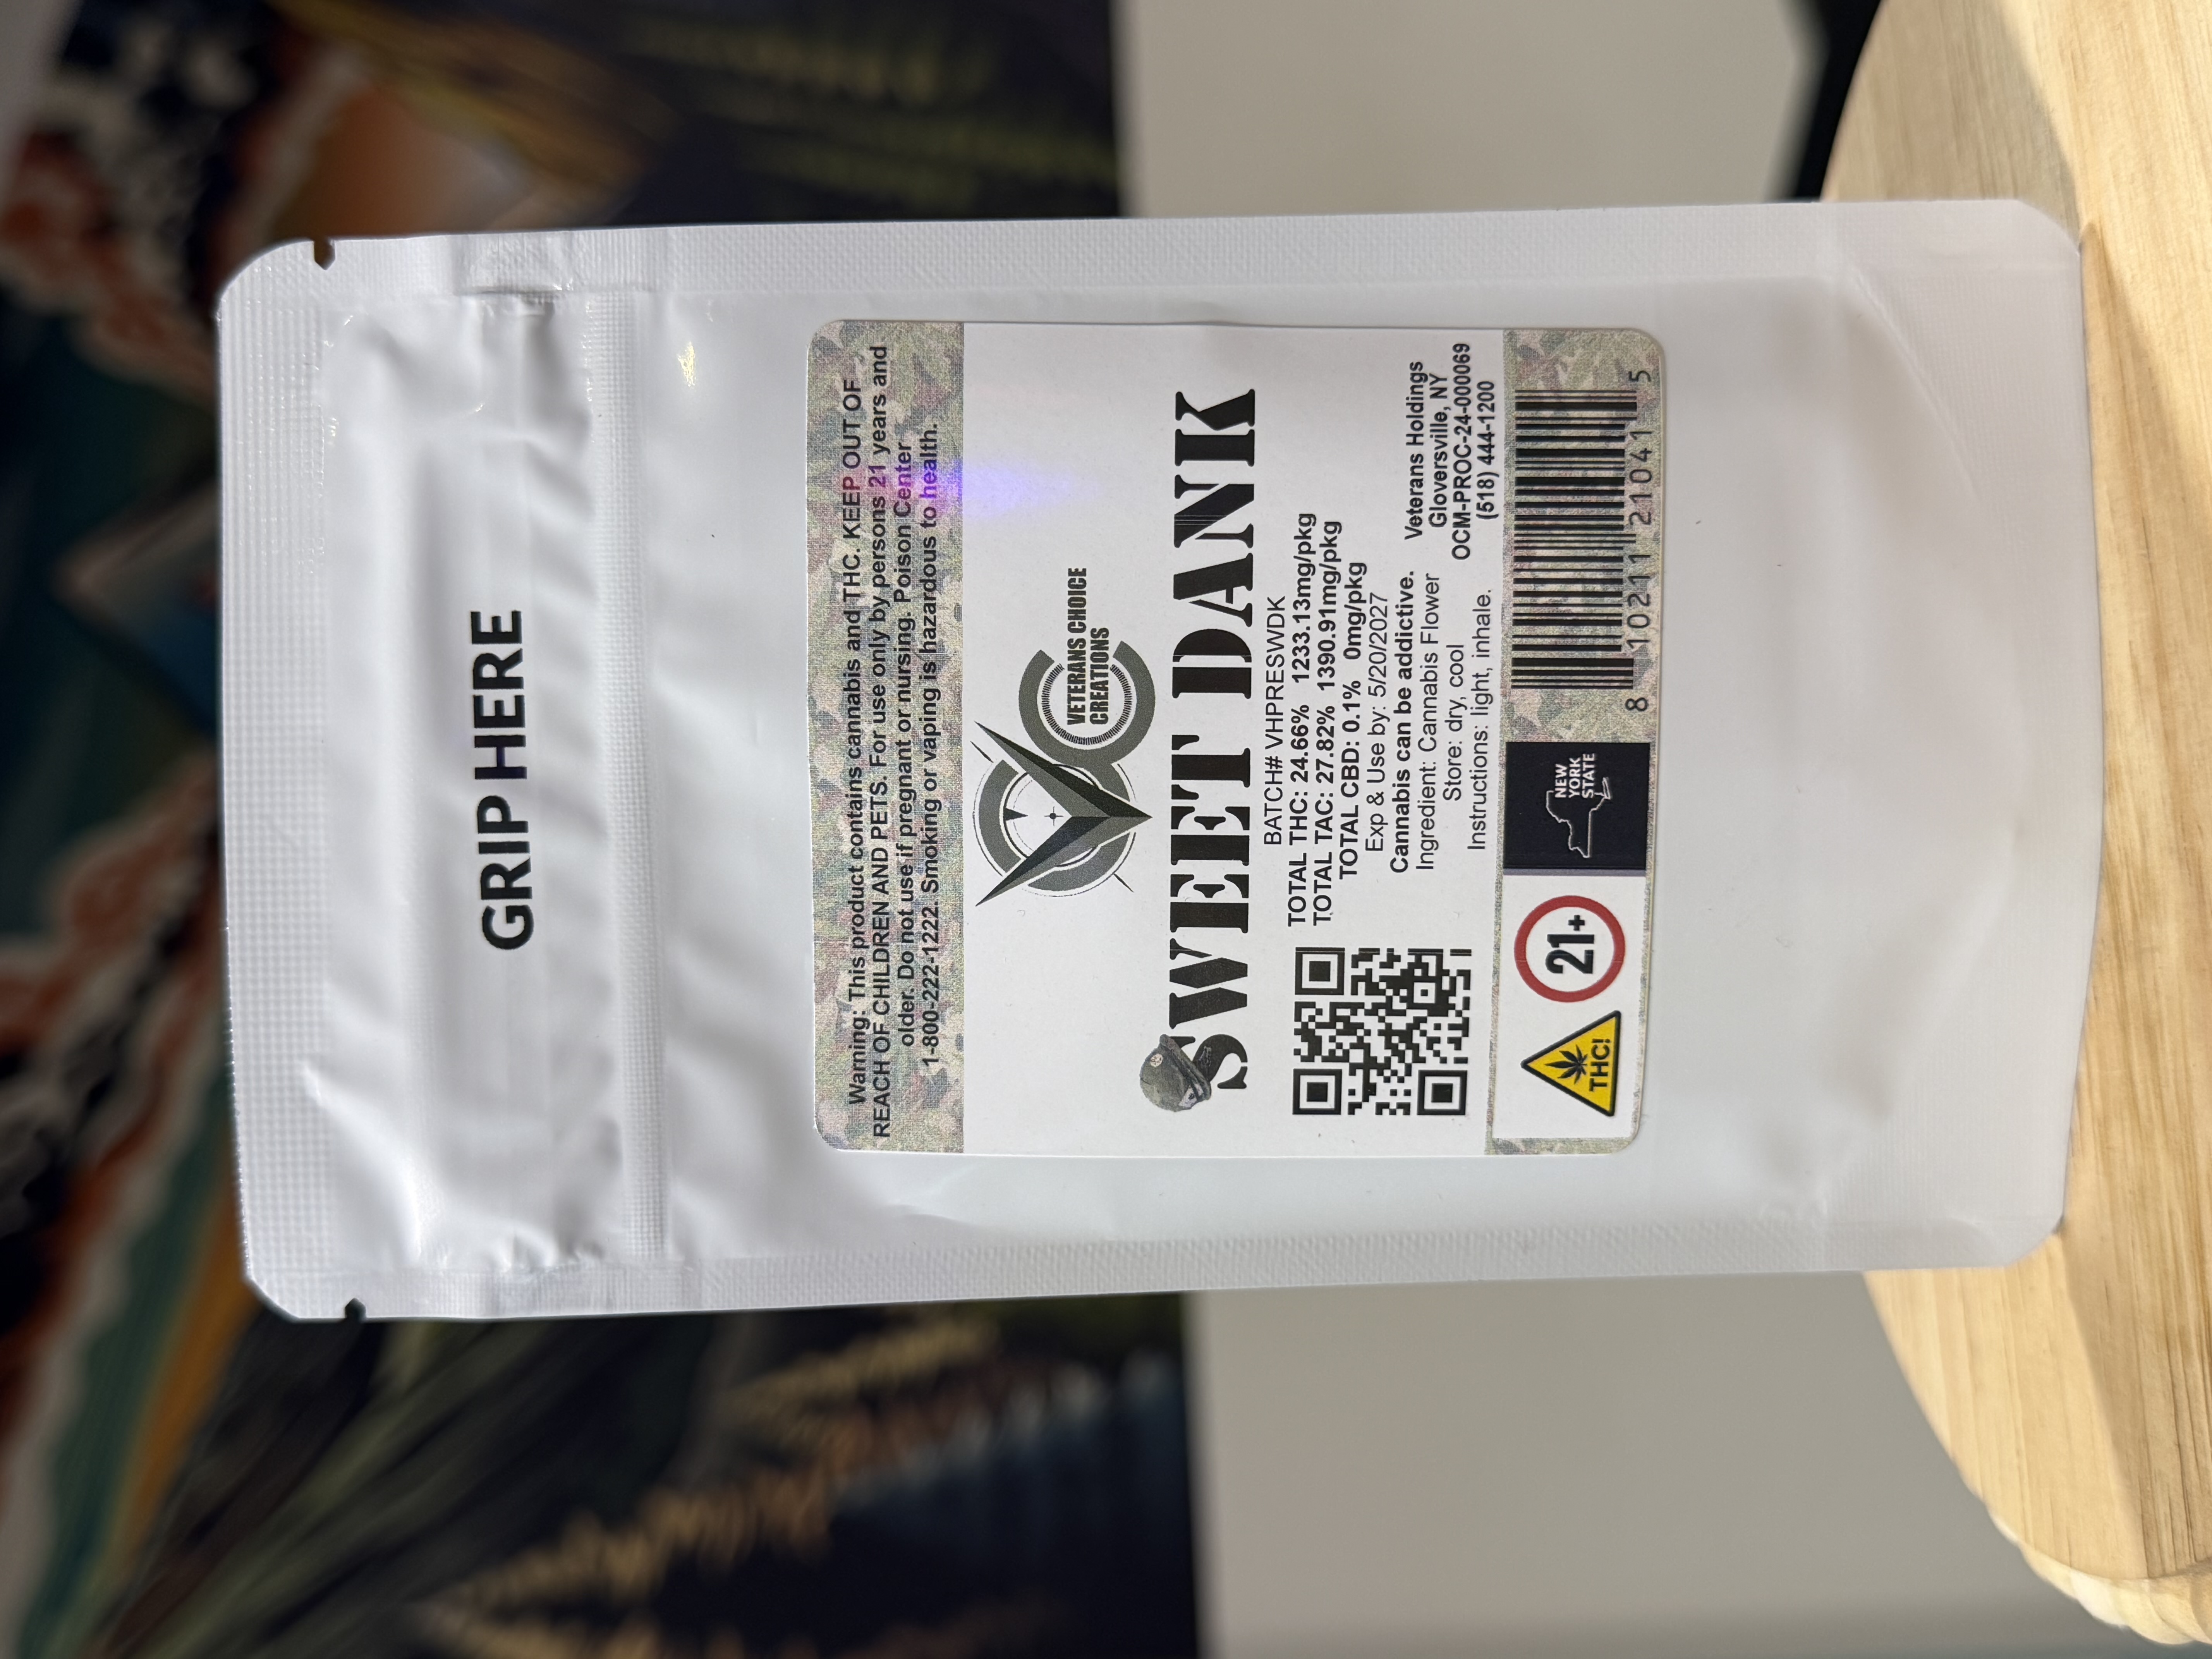 GRIP HERE
Warning: This product contains cannabis and THC. KEEP OUT OF
REACH OF CHILDREN AND PETS. For use only by persons 21 years and
older. Do not use if pregnant or nursing. Poison Center
1-800-222-1222. Smoking or vaping is hazardous to health.
VETERANS CHOICE
CREATIONS
SWEET DANK
BATCH# VHPRESWDK
TOTAL THC: 24.66% 1233.13mg/pkg
TOTAL TAC: 27.82% 1390.91mg/pkg
TOTAL CBD: 0.1% 0mg/pkg
Exp & Use by: 5/20/2027
Cannabis can be addictive.
Ingredient: Cannabis Flower
Store: dry, cool
Instructions: light, inhale.
Veterans Holdings
Gloversville, NY
OCM-PROC-24-000069
(518) 444-1200
THC!
21+
NEW
YORK
STATE
8 10211 21041 5